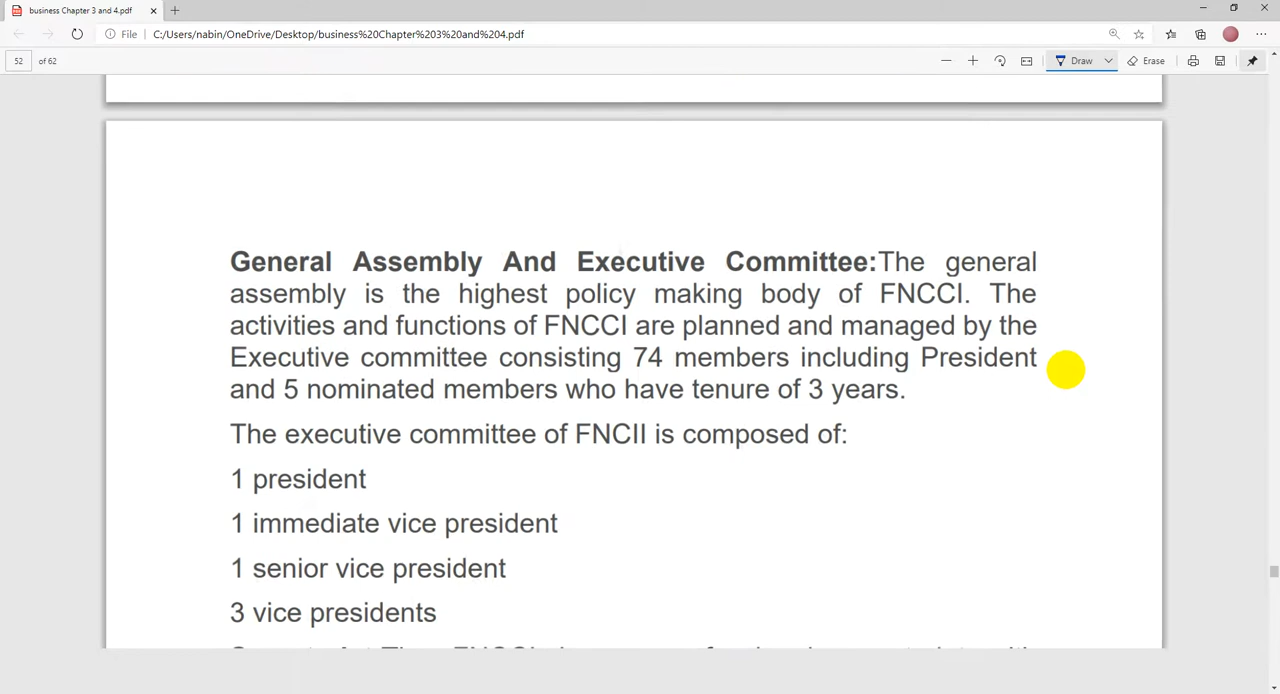 business Chapter 3 and 4.pdf
File C:/Users/nabin/OneDrive/Desktop/business%20Chapter%203%20and%204.pdf
52 of 62 Draw Erase
General Assembly And Executive Committee:The general
assembly is the highest policy making body of FNCCI. The
activities and functions of FNCCI are planned and managed by the
Executive committee consisting 74 members including President
and 5 nominated members who have tenure of 3 years.
The executive committee of FNCII is composed of:
1 president
1 immediate vice president
1 senior vice president
3 vice presidents